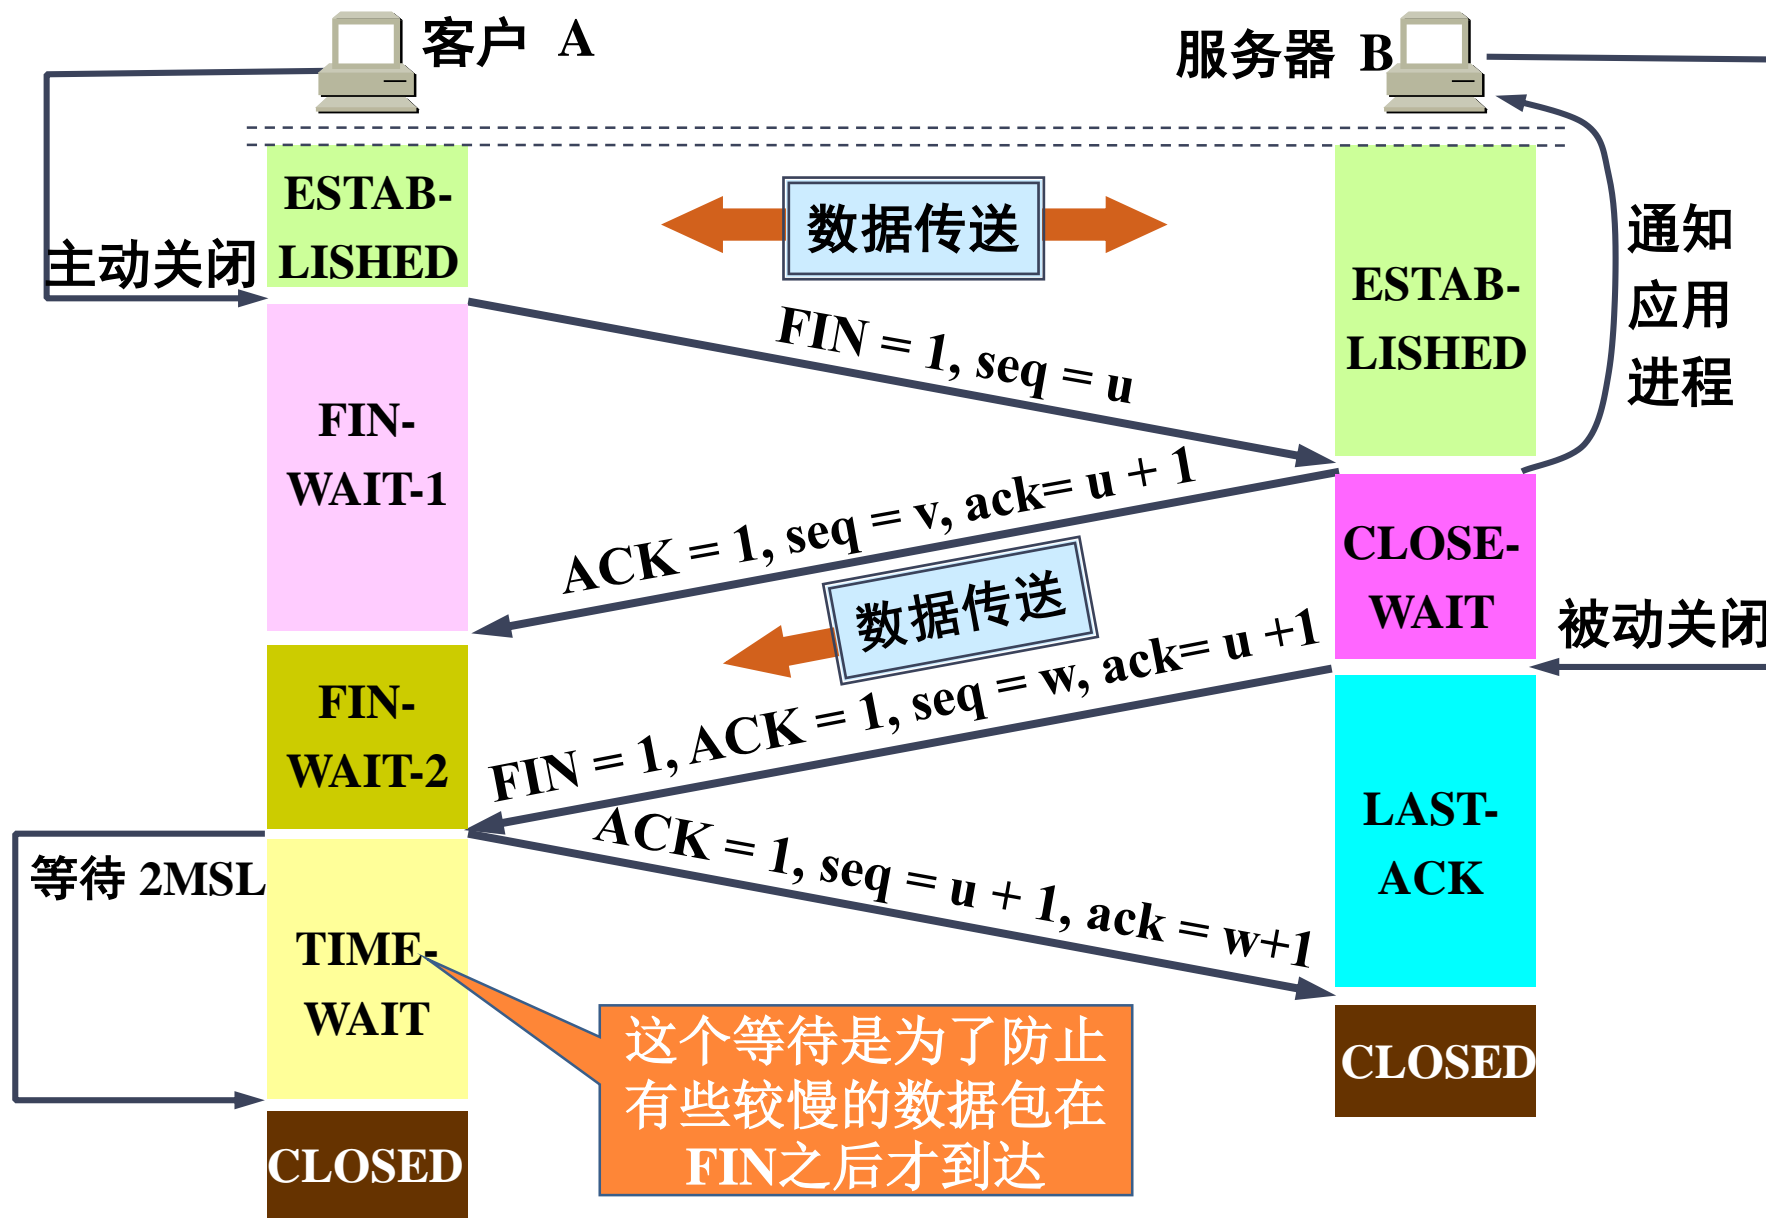 客户 A
服务器 B
ESTAB-
LISHED
数据传送
主动关闭
ESTAB-
LISHED
通知
应用
进程
FIN = 1, seq = u
FIN-
WAIT-1
ACK = 1, seq = v, ack= u + 1
CLOSE-
WAIT
数据传送
被动关闭
FIN-
WAIT-2
FIN = 1, ACK = 1, seq = w, ack= u +1
ACK = 1, seq = u + 1, ack = w+1
LAST-
ACK
等待 2MSL
TIME-
WAIT
这个等待是为了防止
有些较慢的数据包在
FIN之后才到达
CLOSED
CLOSED